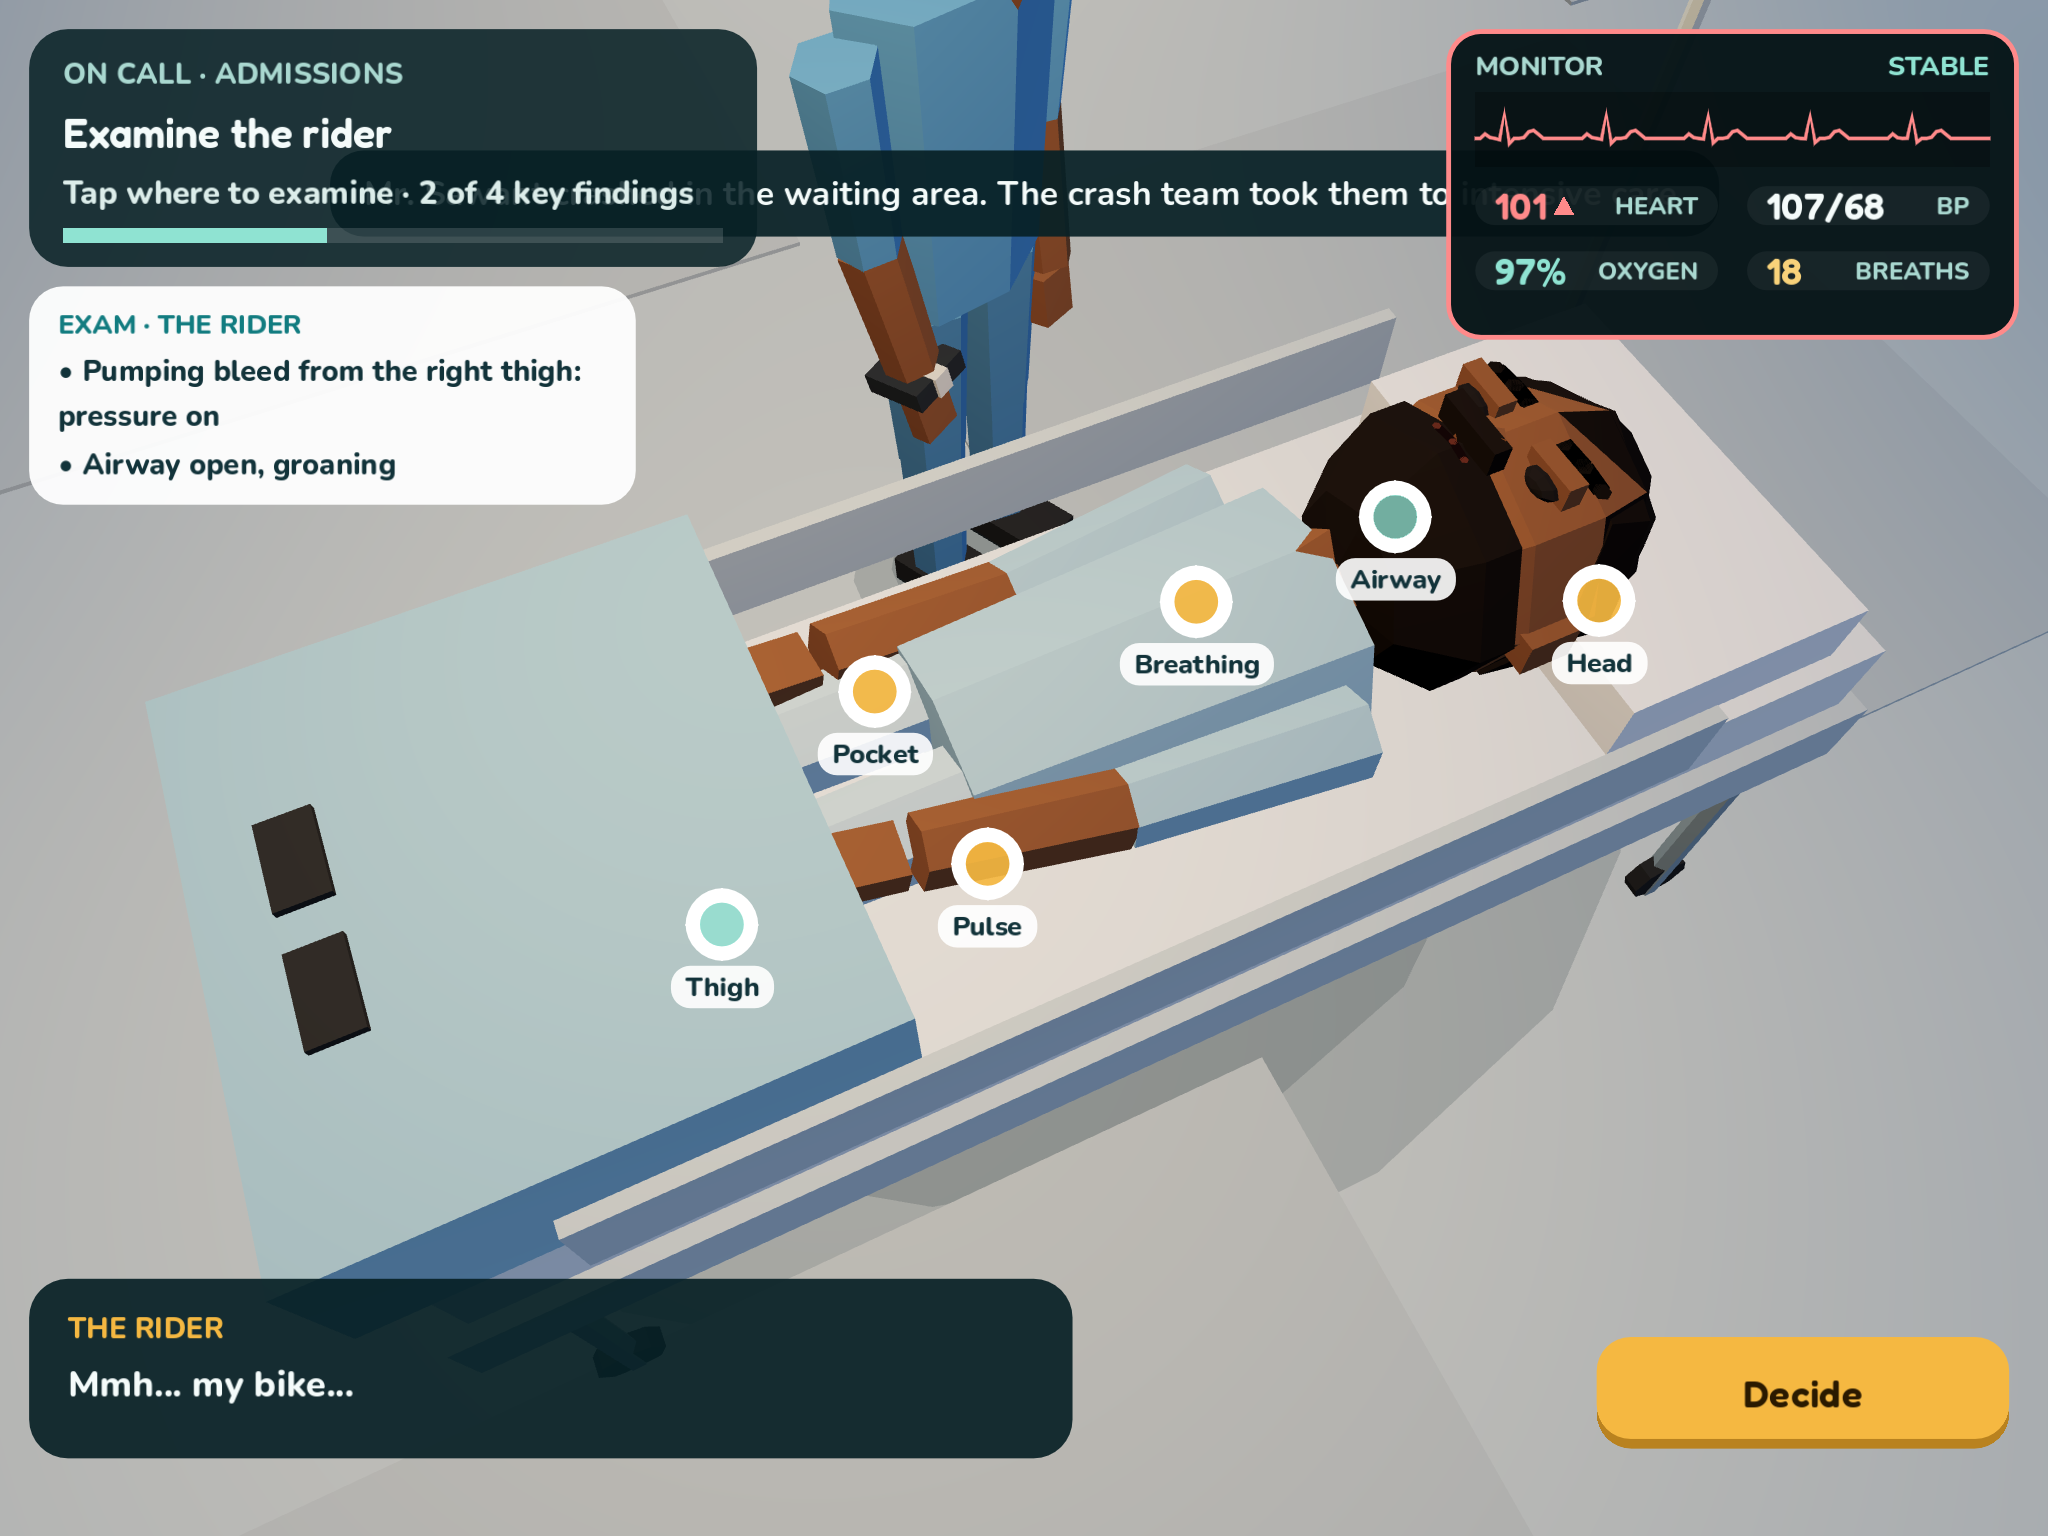 ON CALL · ADMISSIONS
Examine the rider
Tap where to examine · 2 of 4 key findings
the waiting area. The crash team took them to intensive care
MONITOR
STABLE
101 HEART
107/68 BP
97% OXYGEN
18 BREATHS
EXAM · THE RIDER
• Pumping bleed from the right thigh:
pressure on
• Airway open, groaning
Airway
Breathing
Head
Pocket
Pulse
Thigh
THE RIDER
Mmh... my bike...
Decide